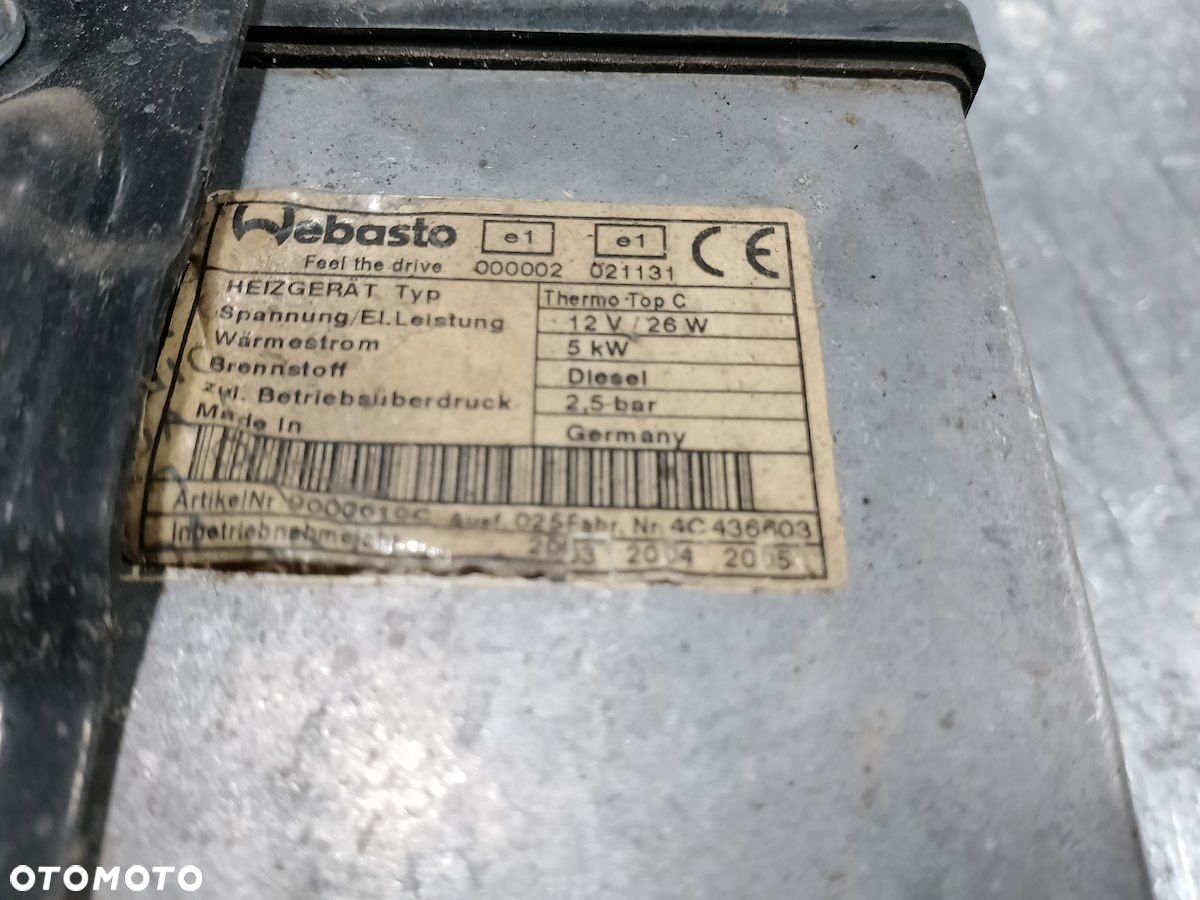 Webasto
Feel the drive
e1 e1 CE
000002 021131
HEIZGERÄT Typ Thermo Top C
Spannung/El.Leistung 12 V / 26 W
Wärmestrom 5 kW
Brennstoff Diesel
zul. Betriebsüberdruck 2,5 bar
Made In Germany
ArtikelNr Ausf. 025 Fabr. Nr. 4C 436603
2003 2004 2005
OTOMOTO